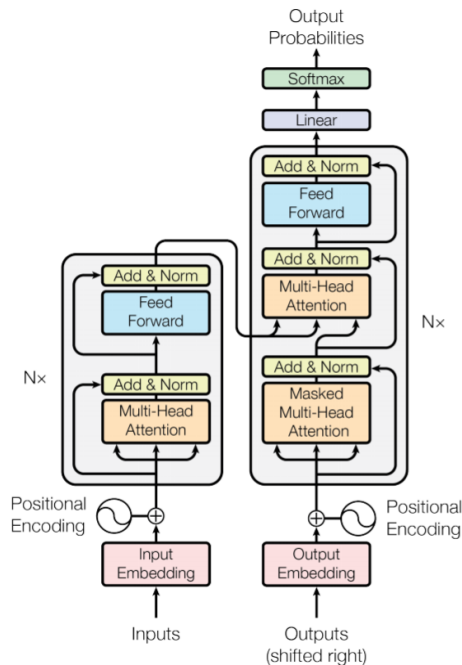 Output
Probabilities
Softmax
Linear
Add & Norm
Feed
Forward
Add & Norm
Multi-Head
Attention
Add & Norm
Masked
Multi-Head
Attention
N×
Add & Norm
Feed
Forward
Add & Norm
Multi-Head
Attention
N×
Positional
Encoding
Positional
Encoding
Input
Embedding
Output
Embedding
Inputs
Outputs
(shifted right)